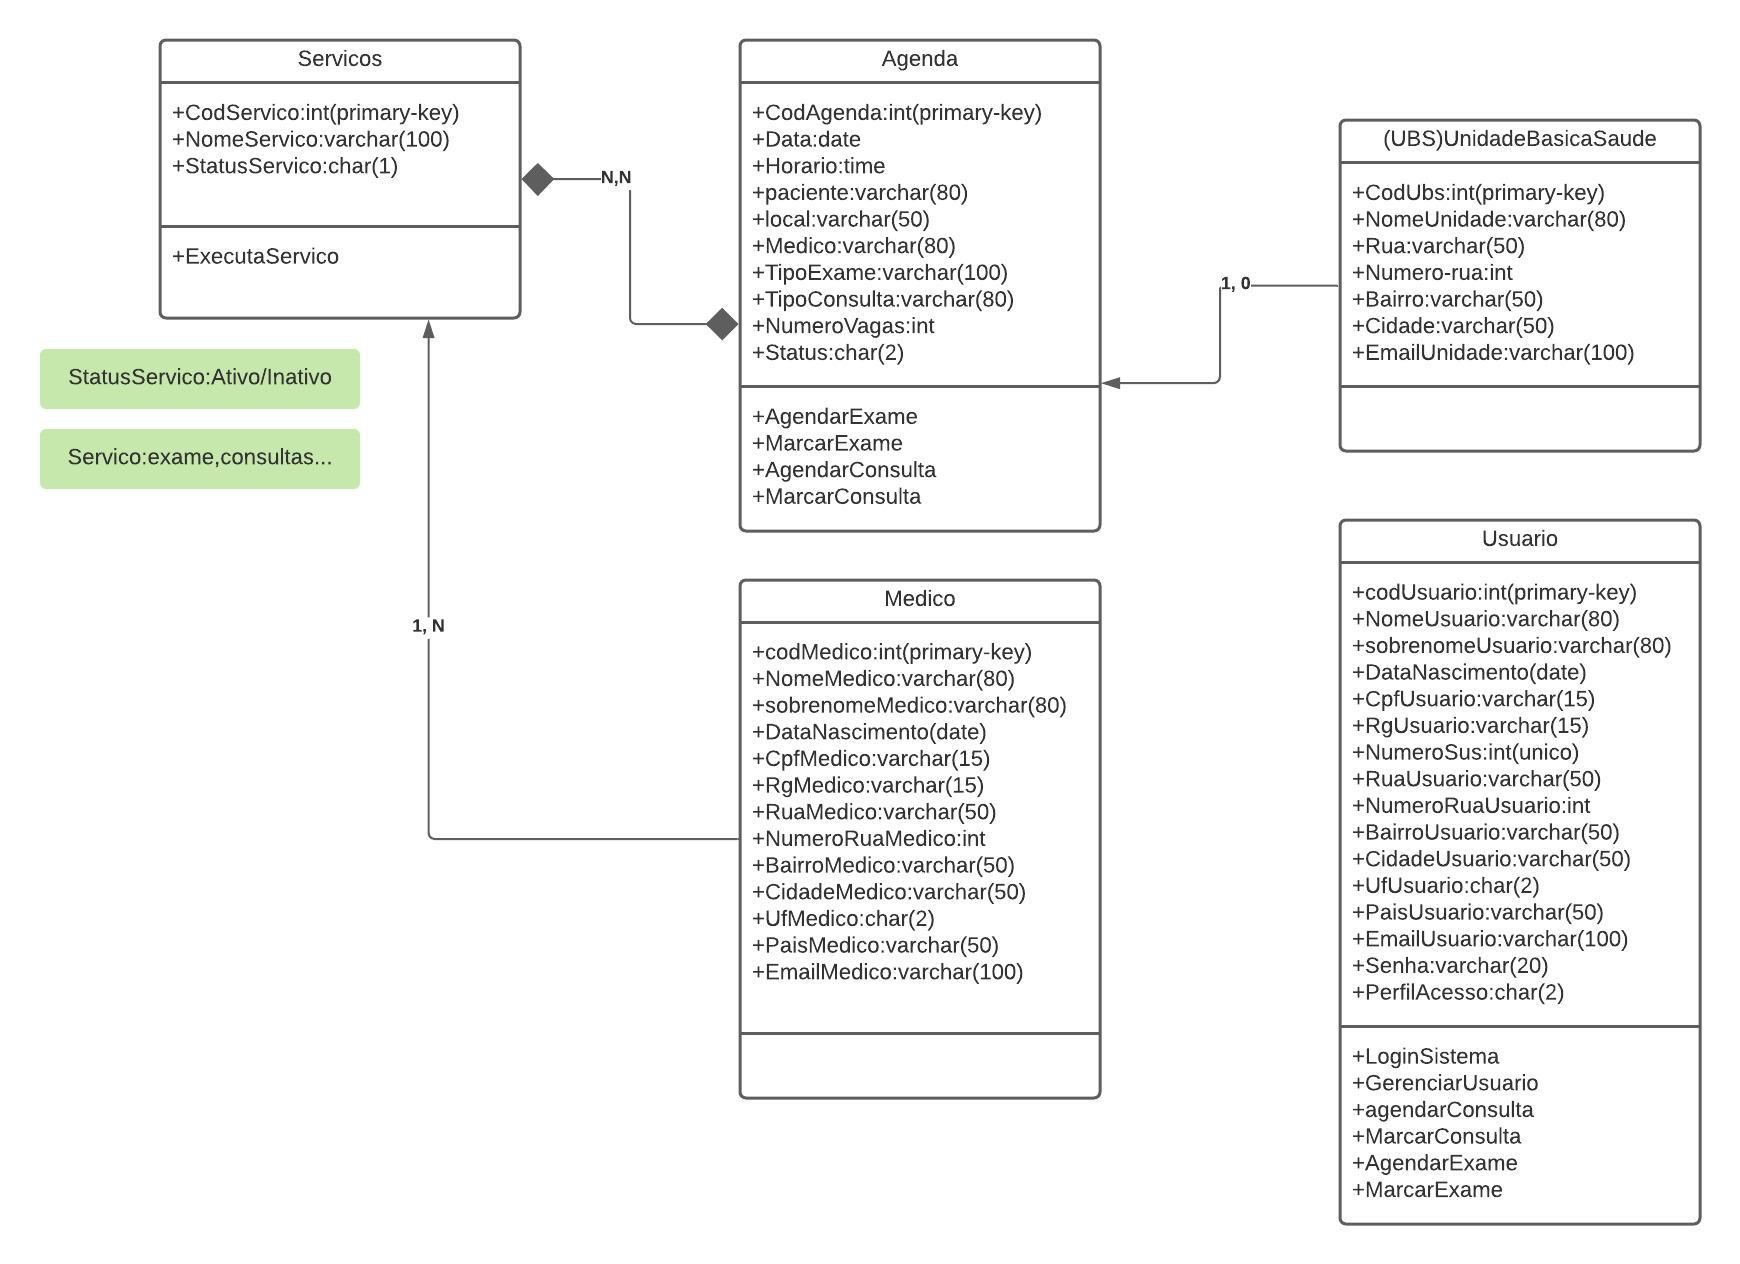 Servicos
+CodServico:int(primary-key)
+NomeServico:varchar(100)
+StatusServico:char(1)
+ExecutaServico
StatusServico:Ativo/Inativo
Servico:exame,consultas...
N,N
Agenda
+CodAgenda:int(primary-key)
+Data:date
+Horario:time
+paciente:varchar(80)
+local:varchar(50)
+Medico:varchar(80)
+TipoExame:varchar(100)
+TipoConsulta:varchar(80)
+NumeroVagas:int
+Status:char(2)
+AgendarExame
+MarcarExame
+AgendarConsulta
+MarcarConsulta
1, 0
(UBS)UnidadeBasicaSaude
+CodUbs:int(primary-key)
+NomeUnidade:varchar(80)
+Rua:varchar(50)
+Numero-rua:int
+Bairro:varchar(50)
+Cidade:varchar(50)
+EmailUnidade:varchar(100)
1, N
Medico
+codMedico:int(primary-key)
+NomeMedico:varchar(80)
+sobrenomeMedico:varchar(80)
+DataNascimento(date)
+CpfMedico:varchar(15)
+RgMedico:varchar(15)
+RuaMedico:varchar(50)
+NumeroRuaMedico:int
+BairroMedico:varchar(50)
+CidadeMedico:varchar(50)
+UfMedico:char(2)
+PaisMedico:varchar(50)
+EmailMedico:varchar(100)
Usuario
+codUsuario:int(primary-key)
+NomeUsuario:varchar(80)
+sobrenomeUsuario:varchar(80)
+DataNascimento(date)
+CpfUsuario:varchar(15)
+RgUsuario:varchar(15)
+NumeroSus:int(unico)
+RuaUsuario:varchar(50)
+NumeroRuaUsuario:int
+BairroUsuario:varchar(50)
+CidadeUsuario:varchar(50)
+UfUsuario:char(2)
+PaisUsuario:varchar(50)
+EmailUsuario:varchar(100)
+Senha:varchar(20)
+PerfilAcesso:char(2)
+LoginSistema
+GerenciarUsuario
+agendarConsulta
+MarcarConsulta
+AgendarExame
+MarcarExame